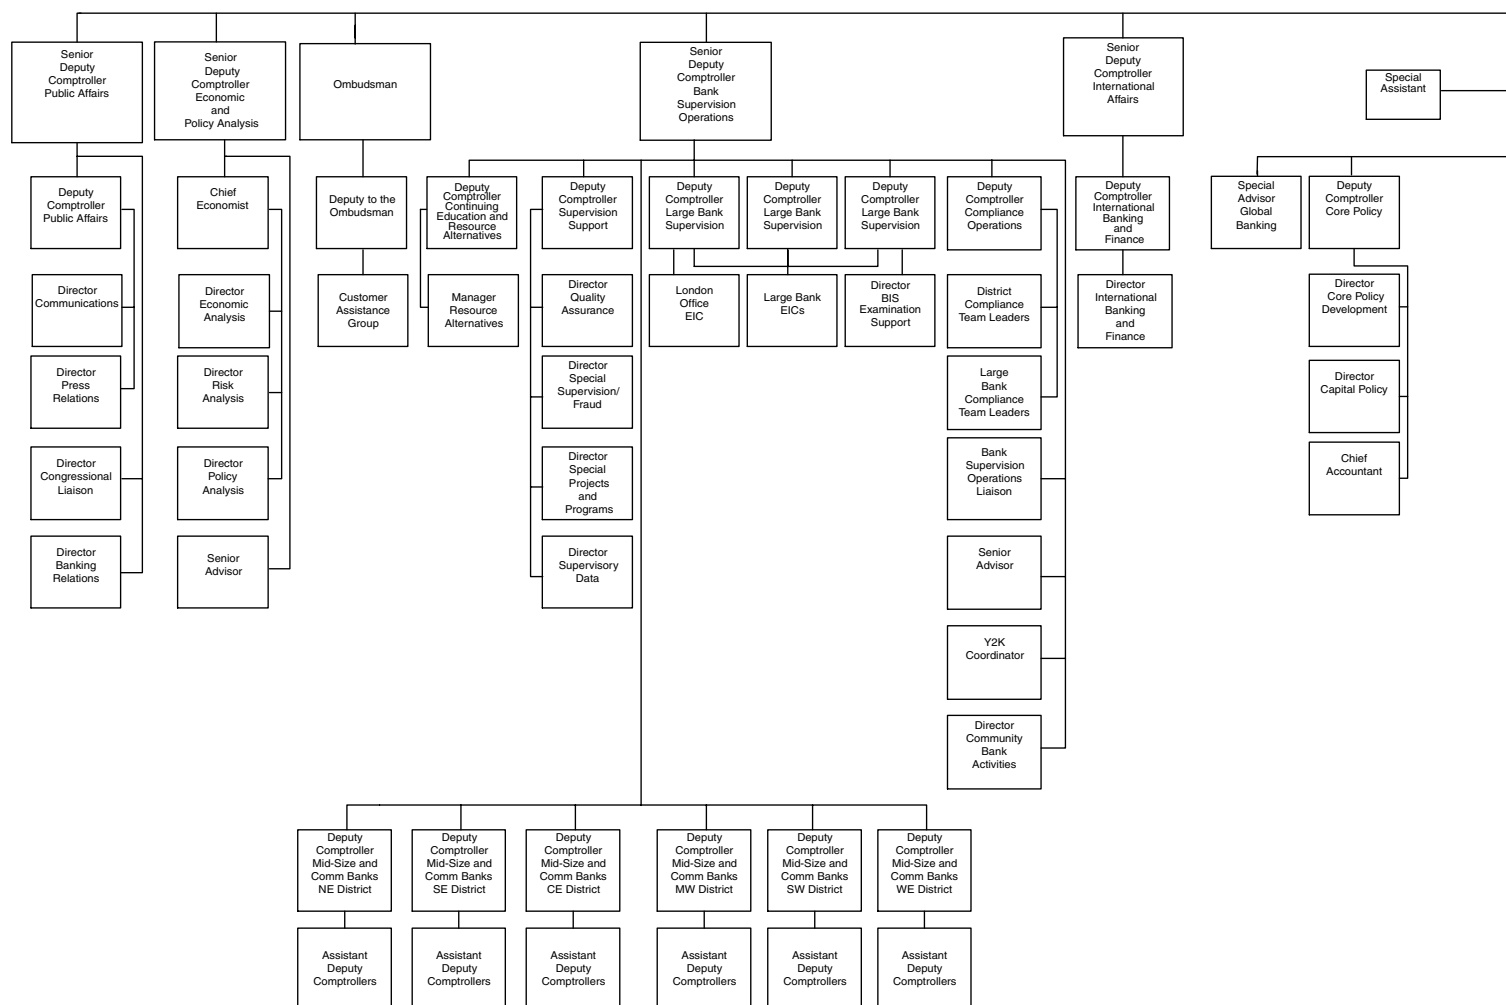 Senior
Deputy
Comptroller
Public Affairs
Senior
Deputy
Comptroller
Economic
and
Policy Analysis
Ombudsman
Senior
Deputy
Comptroller
Bank
Supervision
Operations
Senior
Deputy
Comptroller
International
Affairs
Special
Assistant
Deputy
Comptroller
Public Affairs
Chief
Economist
Deputy to the
Ombudsman
Deputy
Comptroller
Continuing
Education and
Resource
Alternatives
Deputy
Comptroller
Supervision
Support
Deputy
Comptroller
Large Bank
Supervision
Deputy
Comptroller
Large Bank
Supervision
Deputy
Comptroller
Large Bank
Supervision
Deputy
Comptroller
Compliance
Operations
Deputy
Comptroller
International
Banking
and
Finance
Special
Advisor
Global
Banking
Deputy
Comptroller
Core Policy
Director
Communications
Director
Economic
Analysis
Customer
Assistance
Group
Manager
Resource
Alternatives
Director
Quality
Assurance
London
Office
EIC
Large Bank
EICs
Director
BIS
Examination
Support
District
Compliance
Team Leaders
Director
International
Banking
and
Finance
Director
Core Policy
Development
Director
Press
Relations
Director
Risk
Analysis
Director
Special
Supervision/
Fraud
Large
Bank
Compliance
Team Leaders
Director
Capital Policy
Director
Congressional
Liaison
Director
Policy
Analysis
Director
Special
Projects
and
Programs
Bank
Supervision
Operations
Liaison
Chief
Accountant
Director
Banking
Relations
Senior
Advisor
Director
Supervisory
Data
Senior
Advisor
Y2K
Coordinator
Director
Community
Bank
Activities
Deputy
Comptroller
Mid-Size and
Comm Banks
NE District
Deputy
Comptroller
Mid-Size and
Comm Banks
SE District
Deputy
Comptroller
Mid-Size and
Comm Banks
CE District
Deputy
Comptroller
Mid-Size and
Comm Banks
MW District
Deputy
Comptroller
Mid-Size and
Comm Banks
SW District
Deputy
Comptroller
Mid-Size and
Comm Banks
WE District
Assistant
Deputy
Comptrollers
Assistant
Deputy
Comptrollers
Assistant
Deputy
Comptrollers
Assistant
Deputy
Comptrollers
Assistant
Deputy
Comptrollers
Assistant
Deputy
Comptrollers